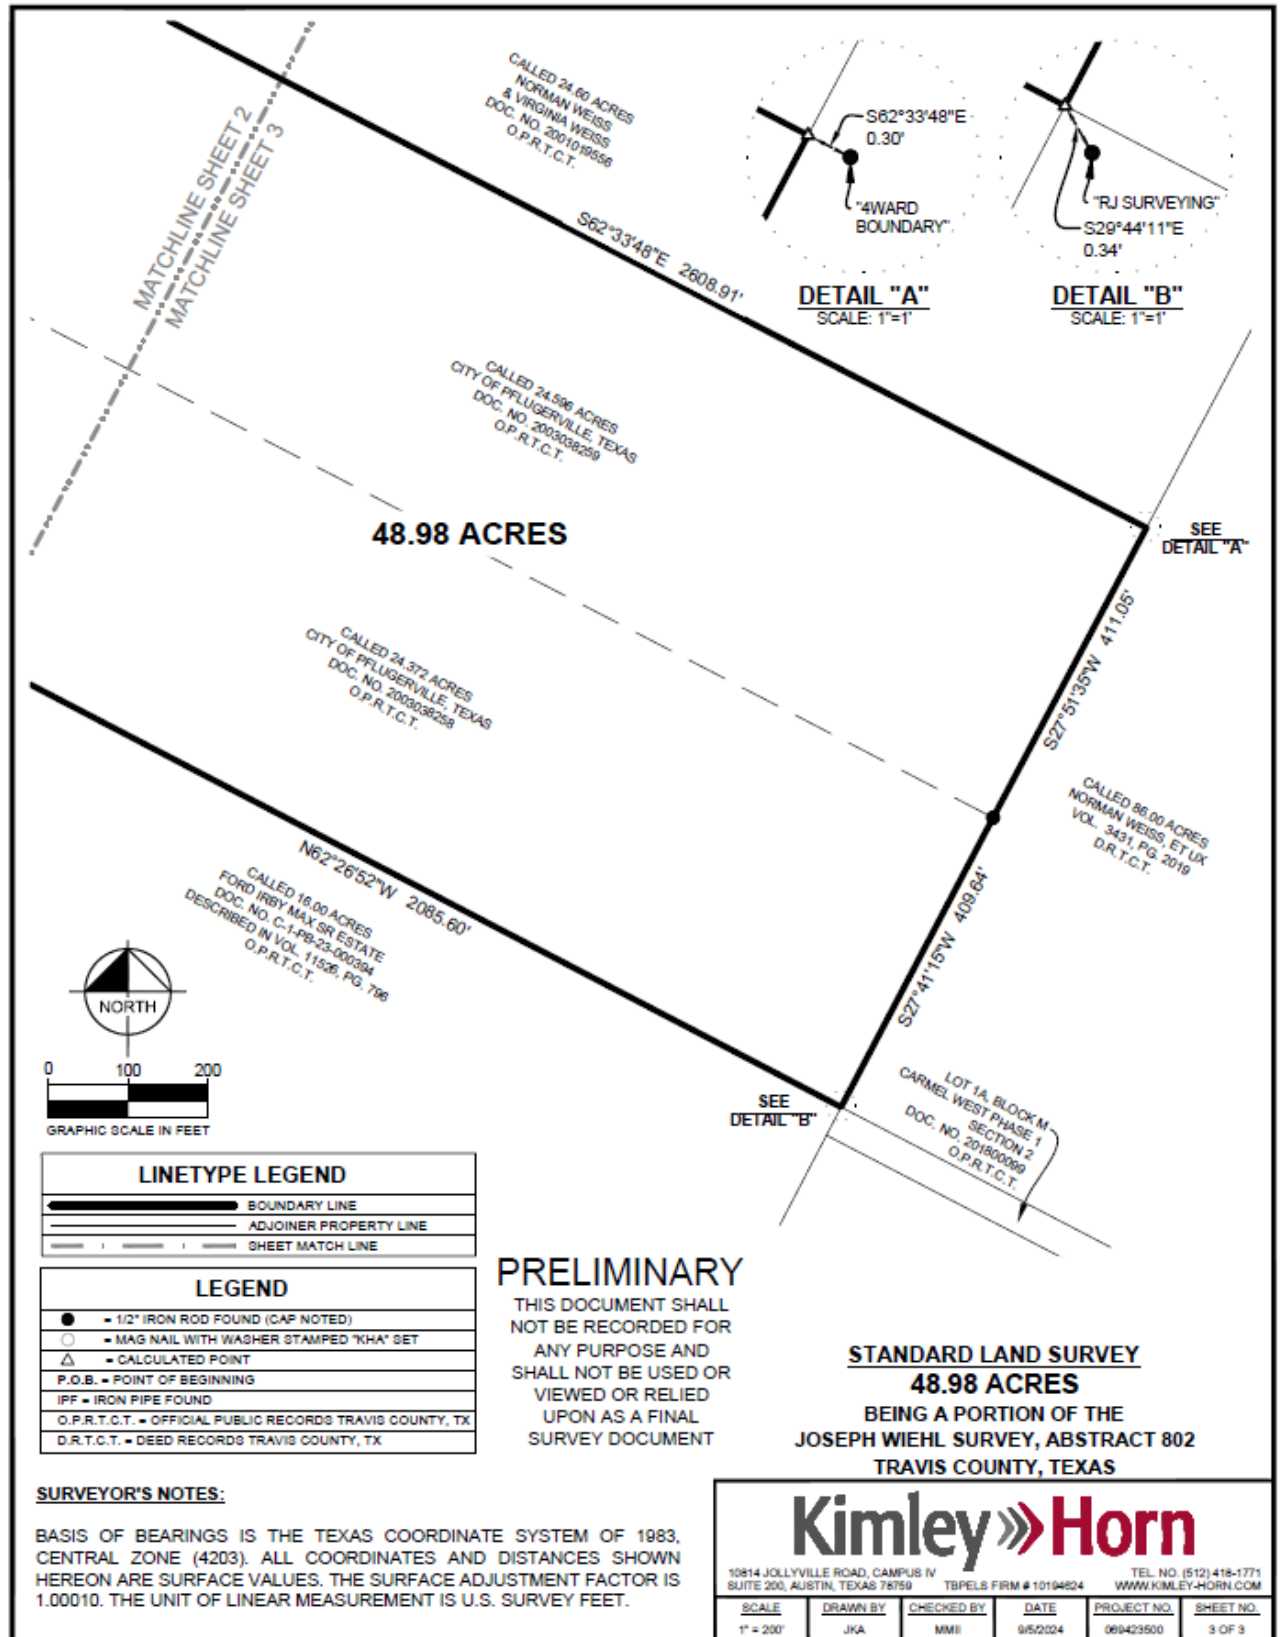 MATCHLINE SHEET 2
MATCHLINE SHEET 3
CALLED 24.60 ACRES
NORMAN WEISS
& VIRGINIA WEISS
DOC. NO. 2001019556
O.P.R.T.C.T.
S62°33'48"E 2608.91'
S62°33'48"E
0.30'
"4WARD
BOUNDARY"
DETAIL "A"
SCALE: 1"=1'
"RJ SURVEYING"
S29°44'11"E
0.34'
DETAIL "B"
SCALE: 1"=1'
CALLED 24.596 ACRES
CITY OF PFLUGERVILLE, TEXAS
DOC. NO. 2003038259
O.P.R.T.C.T.
48.98 ACRES
SEE
DETAIL "A"
S27°51'35"W 411.05'
CALLED 24.372 ACRES
CITY OF PFLUGERVILLE, TEXAS
DOC. NO. 2003038258
O.P.R.T.C.T.
CALLED 86.00 ACRES
NORMAN WEISS, ET UX
VOL. 3431, PG. 2019
D.R.T.C.T.
N62°26'52"W 2085.60'
S27°41'15"W 409.64'
CALLED 16.00 ACRES
FORD IRBY MAX SR ESTATE
DOC. NO. C-1-PB-23-000394
DESCRIBED IN VOL. 11526, PG. 796
O.P.R.T.C.T.
NORTH
0 100 200
GRAPHIC SCALE IN FEET
SEE
DETAIL "B"
LOT 1A, BLOCK M
CARMEL WEST PHASE 1
SECTION 2
DOC. NO. 201800099
O.P.R.T.C.T.
LINETYPE LEGEND
BOUNDARY LINE
ADJOINER PROPERTY LINE
SHEET MATCH LINE
LEGEND
= 1/2" IRON ROD FOUND (CAP NOTED)
= MAG NAIL WITH WASHER STAMPED "KHA" SET
= CALCULATED POINT
P.O.B. = POINT OF BEGINNING
IPF = IRON PIPE FOUND
O.P.R.T.C.T. = OFFICIAL PUBLIC RECORDS TRAVIS COUNTY, TX
D.R.T.C.T. = DEED RECORDS TRAVIS COUNTY, TX
PRELIMINARY
THIS DOCUMENT SHALL
NOT BE RECORDED FOR
ANY PURPOSE AND
SHALL NOT BE USED OR
VIEWED OR RELIED
UPON AS A FINAL
SURVEY DOCUMENT
STANDARD LAND SURVEY
48.98 ACRES
BEING A PORTION OF THE
JOSEPH WIEHL SURVEY, ABSTRACT 802
TRAVIS COUNTY, TEXAS
SURVEYOR'S NOTES:
BASIS OF BEARINGS IS THE TEXAS COORDINATE SYSTEM OF 1983,
CENTRAL ZONE (4203). ALL COORDINATES AND DISTANCES SHOWN
HEREON ARE SURFACE VALUES. THE SURFACE ADJUSTMENT FACTOR IS
1.00010. THE UNIT OF LINEAR MEASUREMENT IS U.S. SURVEY FEET.
Kimley»Horn
10814 JOLLYVILLE ROAD, CAMPUS IV TEL. NO. (512) 418-1771
SUITE 200, AUSTIN, TEXAS 78759 TBPELS FIRM # 10194624 WWW.KIMLEY-HORN.COM
SCALE DRAWN BY CHECKED BY DATE PROJECT NO. SHEET NO.
1" = 200' JKA MMII 9/5/2024 069423500 3 OF 3